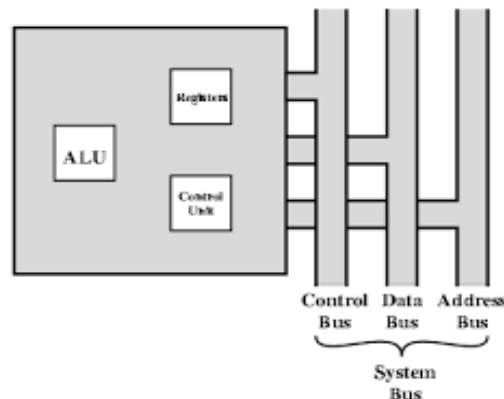 Registers
ALU
Control
Unit
Control Data Address
Bus Bus Bus
System
Bus